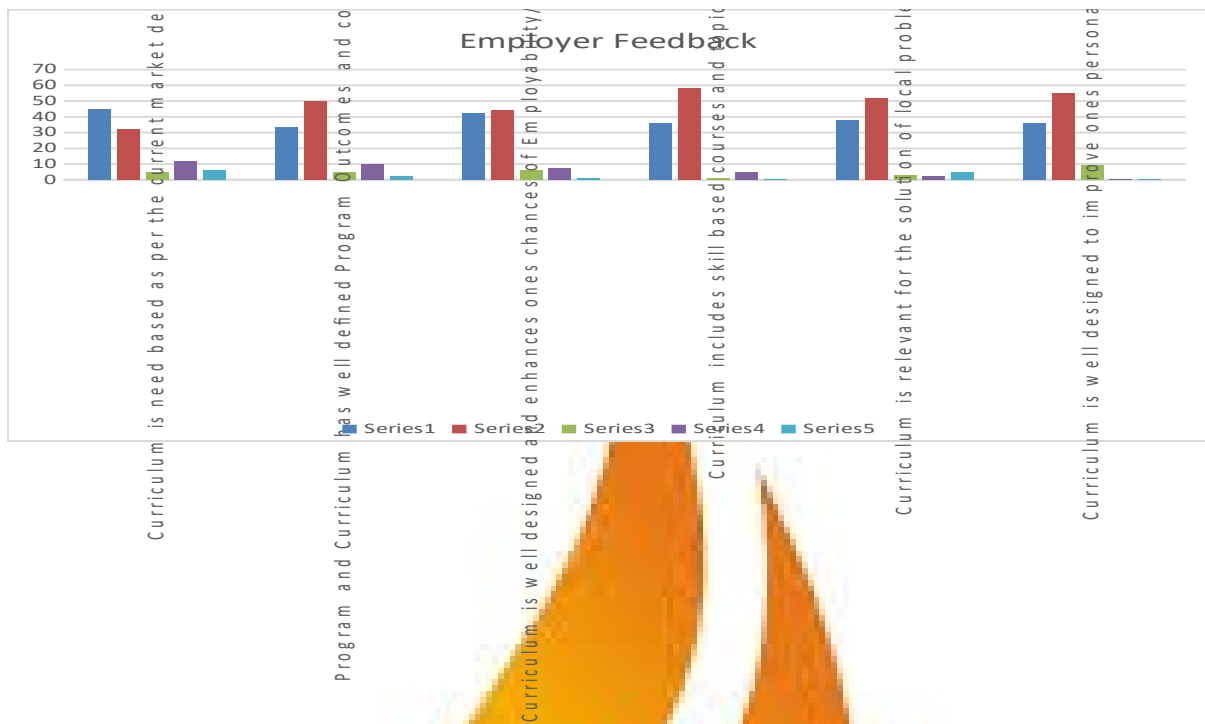 Employer Feedback
70
60
50
40
30
20
10
0
Curriculum is need based as per the current market de
Program and Curriculum has well defined Program Outcomes and co
Curriculum is well designed and enhances ones chances of Employability/
Curriculum includes skill based courses and topic
Curriculum is relevant for the solution of local proble
Curriculum is well designed to improve ones persona
Series1 Series2 Series3 Series4 Series5